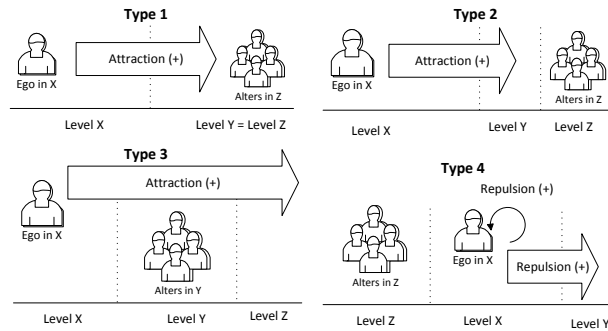 Type 1
Attraction (+)
Ego in X
Alters in Z
Level X
Level Y = Level Z
Type 2
Attraction (+)
Ego in X
Alters in Z
Level X
Level Y
Level Z
Type 3
Attraction (+)
Ego in X
Alters in Y
Level X
Level Y
Level Z
Type 4
Repulsion (+)
Ego in X
Alters in Z
Repulsion (+)
Level Z
Level X
Level Y